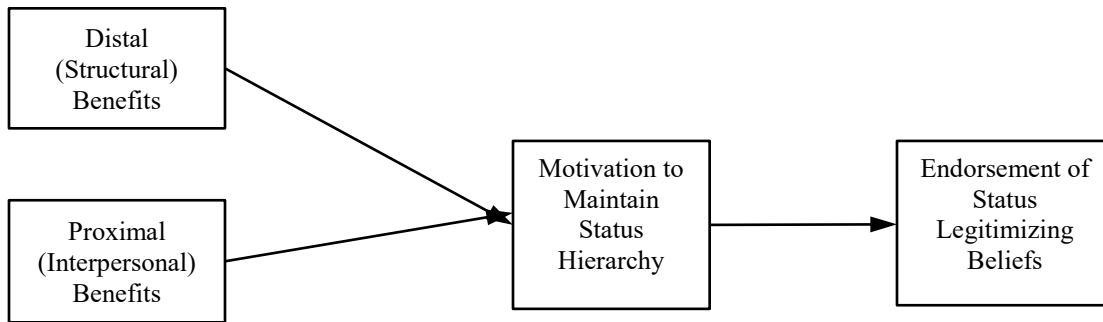 Distal
(Structural)
Benefits
Proximal
(Interpersonal)
Benefits
Motivation to
Maintain
Status
Hierarchy
Endorsement of
Status
Legitimizing
Beliefs